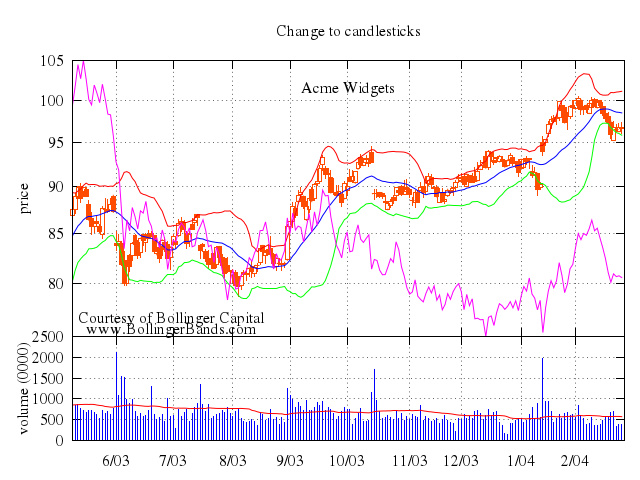 Change to candlesticks
Acme Widgets
105
100
95
90
85
80
price
Courtesy of Bollinger Capital
www.BollingerBands.com
2500
2000
1500
1000
500
0
volume (0000)
6/03 7/03 8/03 9/03 10/03 11/03 12/03 1/04 2/04